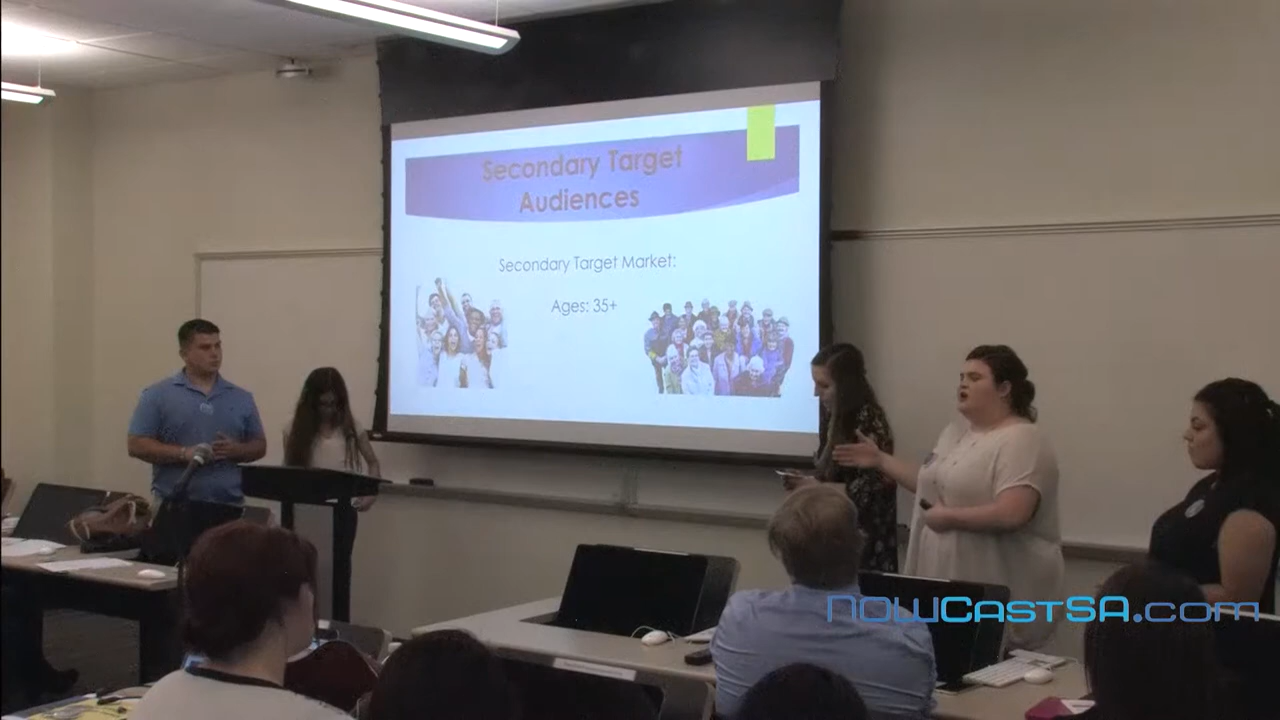 Secondary Target
Audiences
Secondary Target Market:
Ages: 35+
NOWCastSA.com